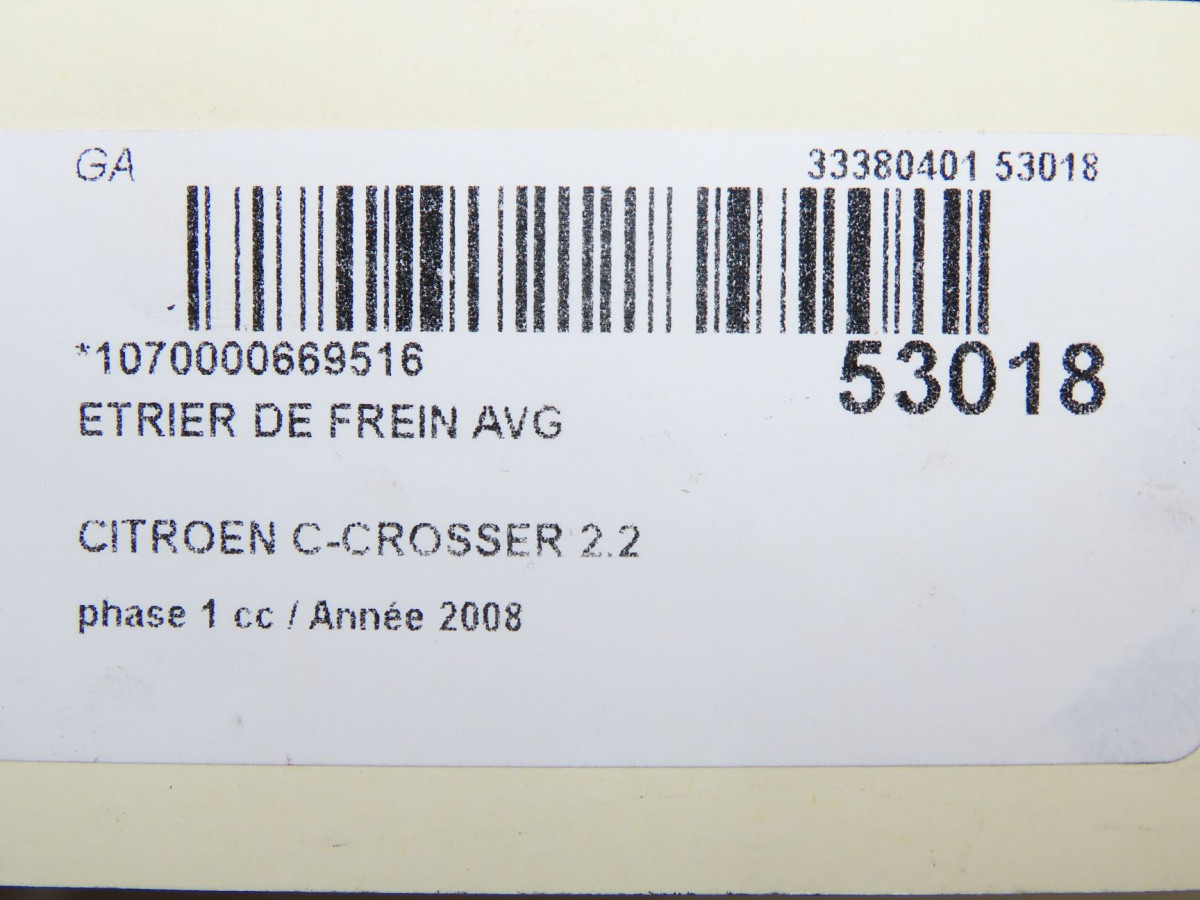 GA 33380401 53018
*1070000669516
53018
ETRIER DE FREIN AVG
CITROEN C-CROSSER 2.2
phase 1 cc / Année 2008